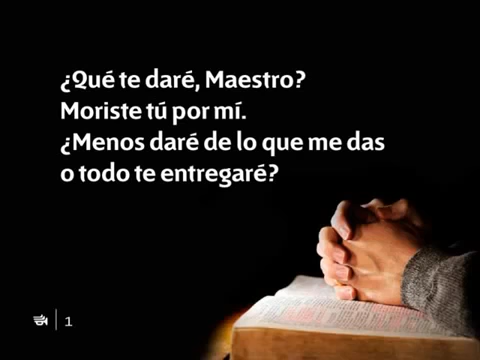 ¿Qué te daré, Maestro?
Moriste tú por mí.
¿Menos daré de lo que me das
o todo te entregaré?
1